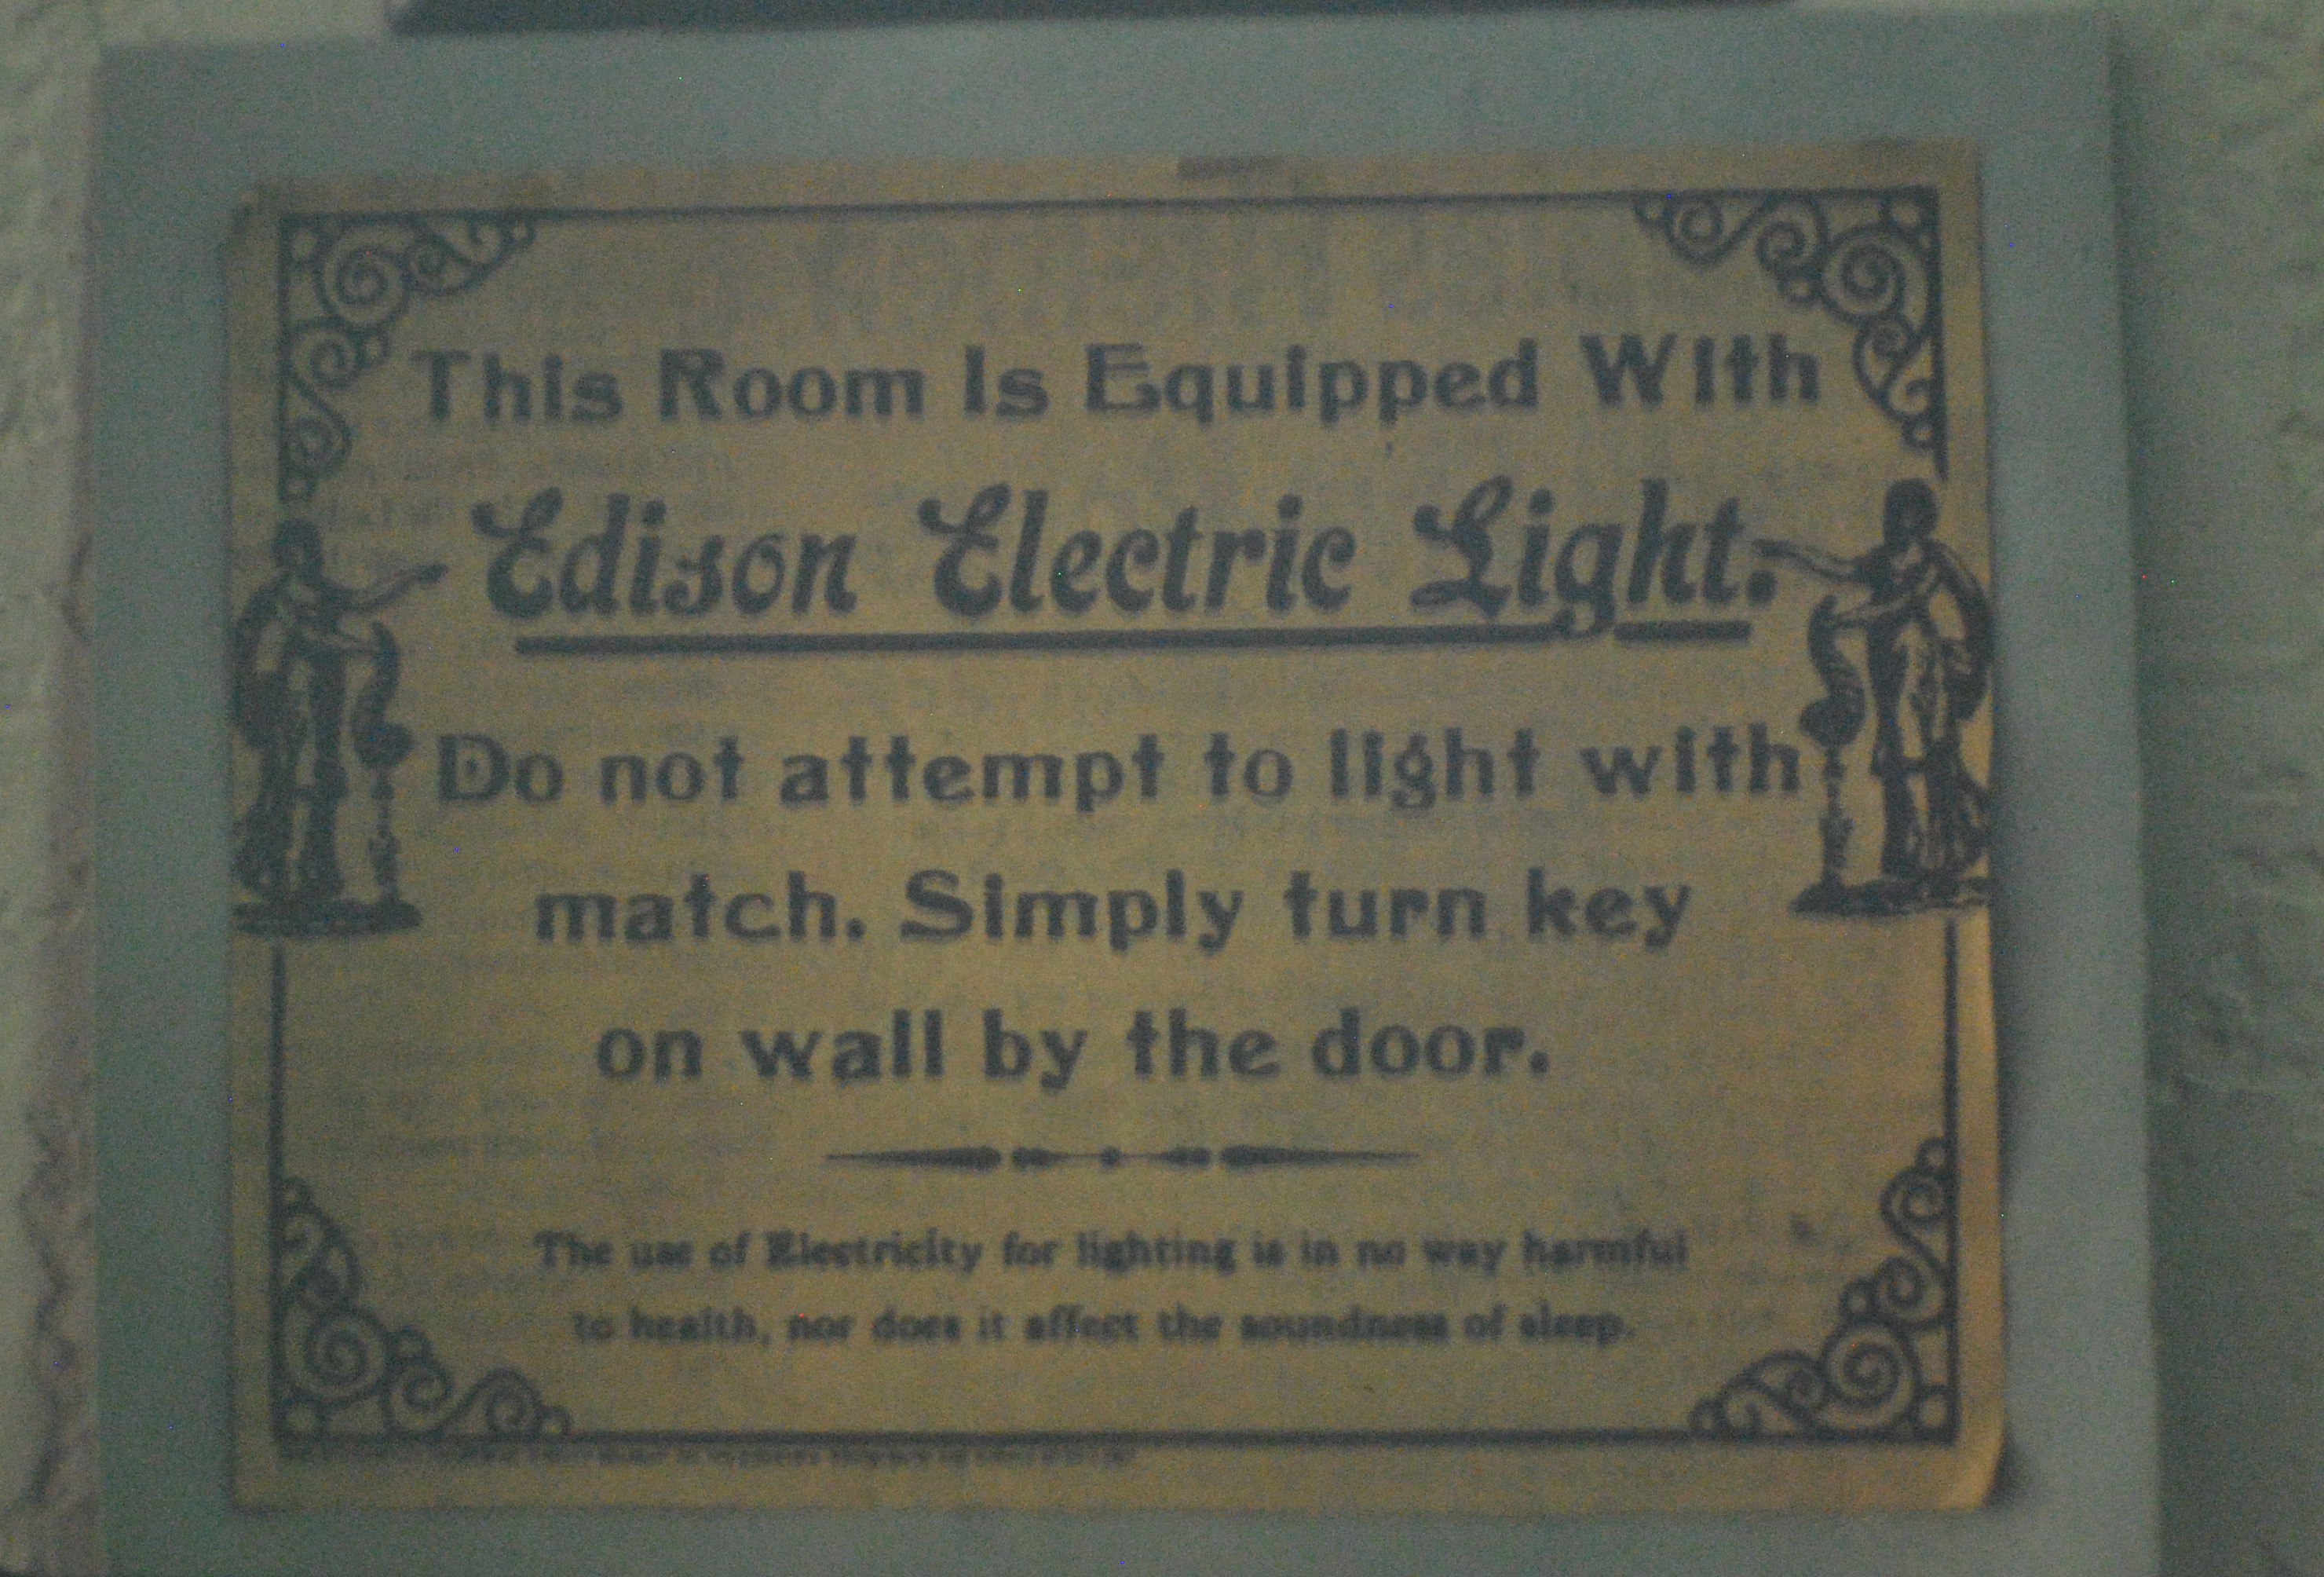 This Room Is Equipped With
Edison Electric Light.
Do not attempt to light with
match. Simply turn key
on wall by the door.
The use of Electricity for lighting is in no way harmful
to health, nor does it affect the soundness of sleep.